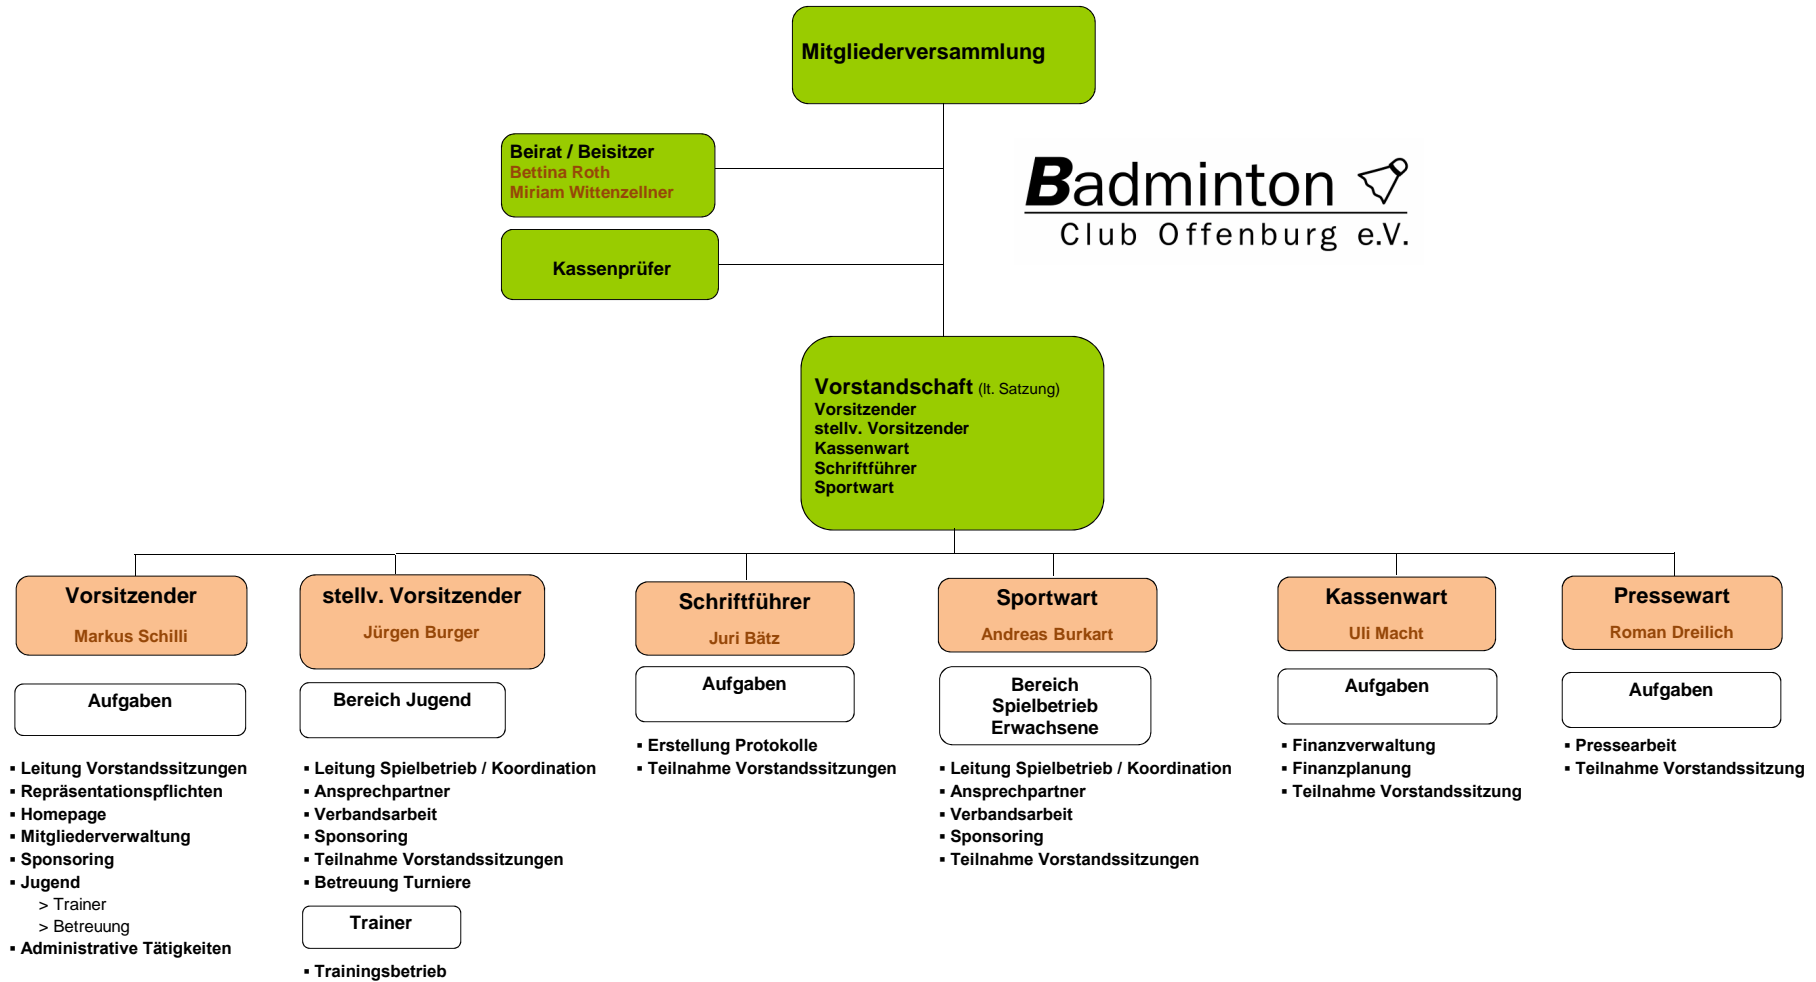 Mitgliederversammlung
Beirat / Beisitzer
Bettina Roth
Miriam Wittenzellner
Badminton
Club Offenburg e.V.
Kassenprüfer
Vorstandschaft (lt. Satzung)
Vorsitzender
stellv. Vorsitzender
Kassenwart
Schriftführer
Sportwart
Vorsitzender
Markus Schilli
Aufgaben
▪ Leitung Vorstandssitzungen
▪ Repräsentationspflichten
▪ Homepage
▪ Mitgliederverwaltung
▪ Sponsoring
▪ Jugend
> Trainer
> Betreuung
▪ Administrative Tätigkeiten
stellv. Vorsitzender
Jürgen Burger
Bereich Jugend
▪ Leitung Spielbetrieb / Koordination
▪ Ansprechpartner
▪ Verbandsarbeit
▪ Sponsoring
▪ Teilnahme Vorstandssitzungen
▪ Betreuung Turniere
Trainer
▪ Trainingsbetrieb
Schriftführer
Juri Bätz
Aufgaben
▪ Erstellung Protokolle
▪ Teilnahme Vorstandssitzungen
Sportwart
Andreas Burkart
Bereich
Spielbetrieb
Erwachsene
▪ Leitung Spielbetrieb / Koordination
▪ Ansprechpartner
▪ Verbandsarbeit
▪ Sponsoring
▪ Teilnahme Vorstandssitzungen
Kassenwart
Uli Macht
Aufgaben
▪ Finanzverwaltung
▪ Finanzplanung
▪ Teilnahme Vorstandssitzung
Pressewart
Roman Dreilich
Aufgaben
▪ Pressearbeit
▪ Teilnahme Vorstandssitzung